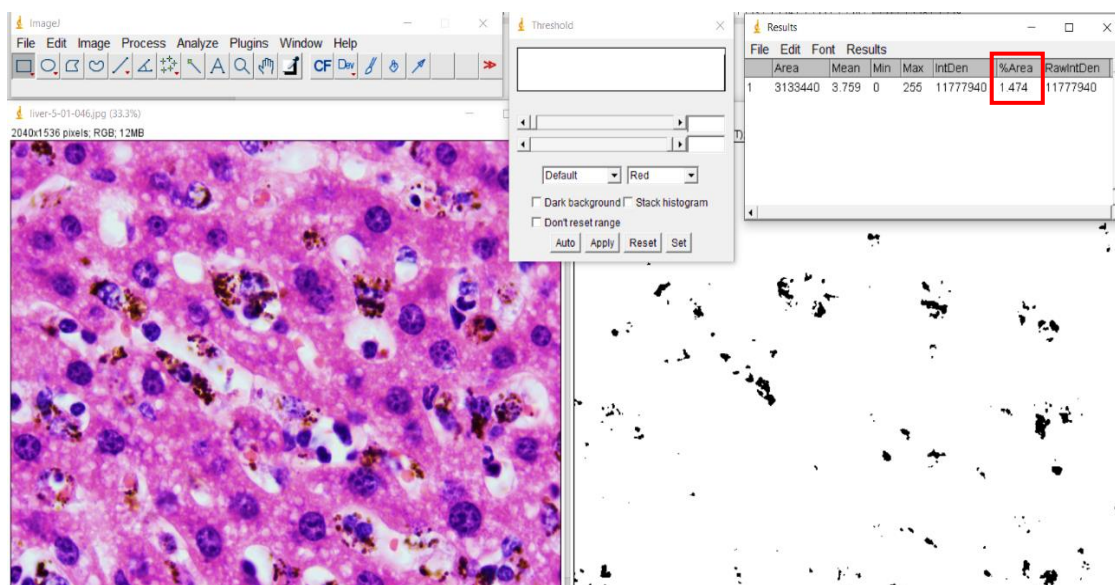 ImageJ
File Edit Image Process Analyze Plugins Window Help
CF Dev
liver-5-01-046.jpg (33.3%)
2040x1536 pixels; RGB; 12MB
Threshold
Default Red
Dark background Stack histogram
Don't reset range
Auto Apply Reset Set
Results
File Edit Font Results
Area Mean Min Max IntDen %Area RawIntDen
1 3133440 3.759 0 255 11777940 1.474 11777940